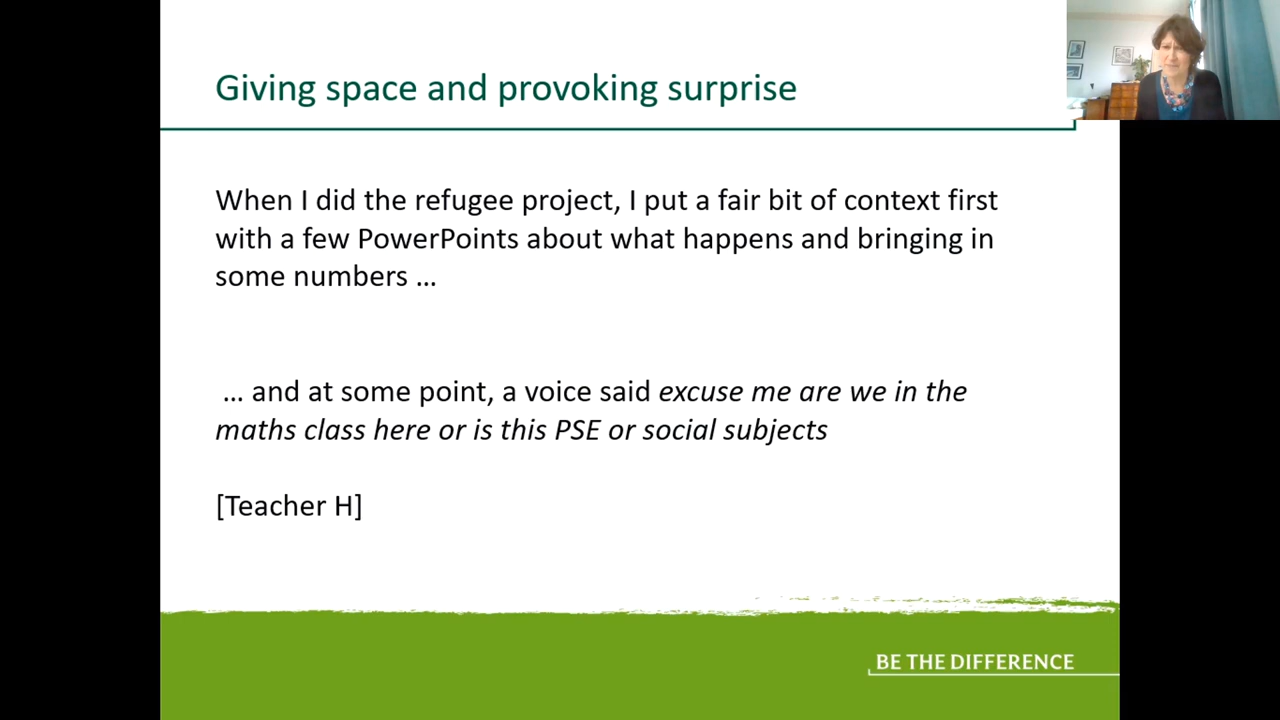 Giving space and provoking surprise
When I did the refugee project, I put a fair bit of context first
with a few PowerPoints about what happens and bringing in
some numbers …
… and at some point, a voice said excuse me are we in the
maths class here or is this PSE or social subjects
[Teacher H]
BE THE DIFFERENCE